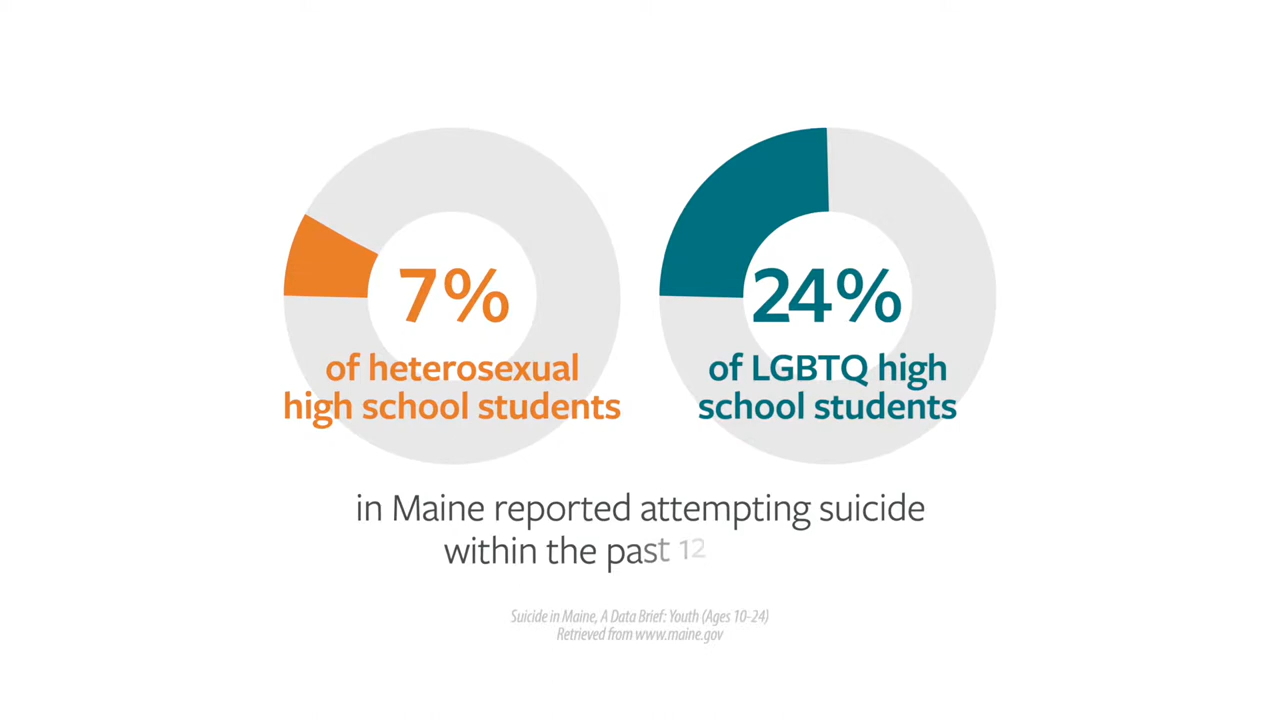 7%
of heterosexual
high school students
24%
of LGBTQ high
school students
in Maine reported attempting suicide
within the past 12
Suicide in Maine, A Data Brief: Youth (Ages 10-24)
Retrieved from www.maine.gov